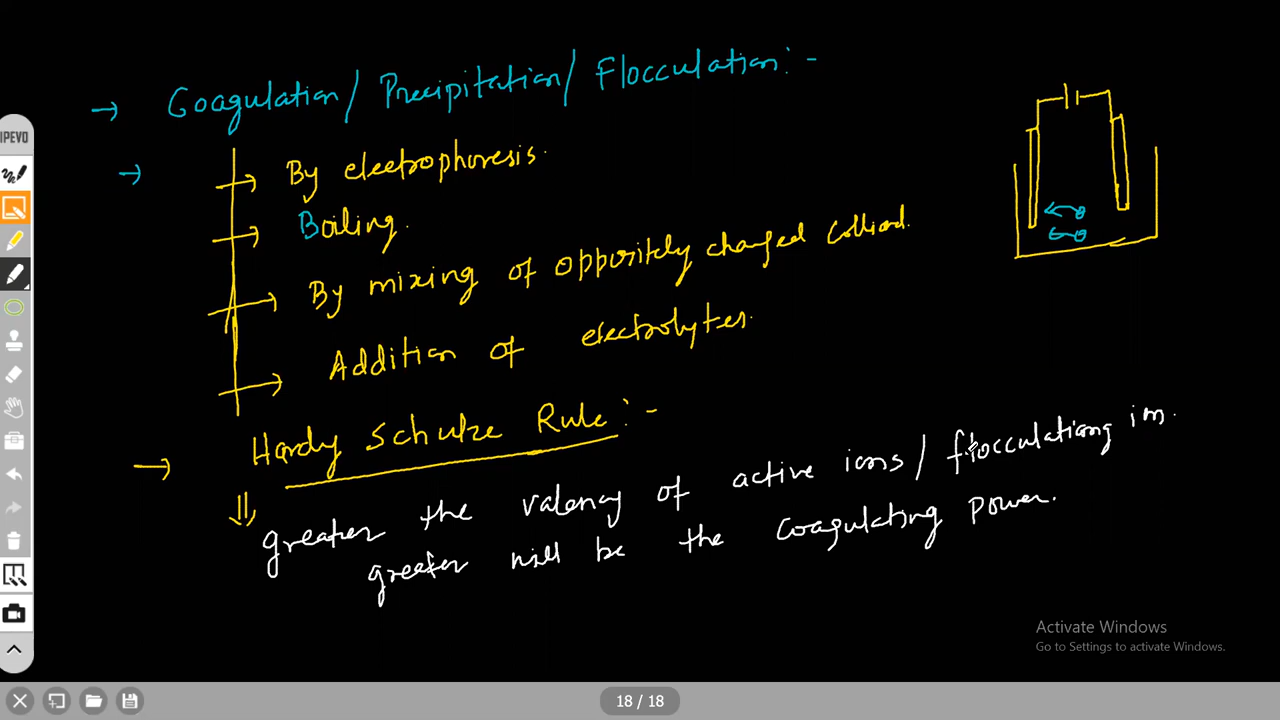 → Coagulation/ Precipitation/ Flocculation:-
IPEVO
→ By electrophoresis.
→ Boiling.
→ By mixing of oppositely charged colliod.
→ Addition of electrolytes.
→ Hardy Schulze Rule:-
⇓ greater the valency of active ions/ flocculationg ion.
greater will be the coagulating power.
Activate Windows
Go to Settings to activate Windows.
18 / 18